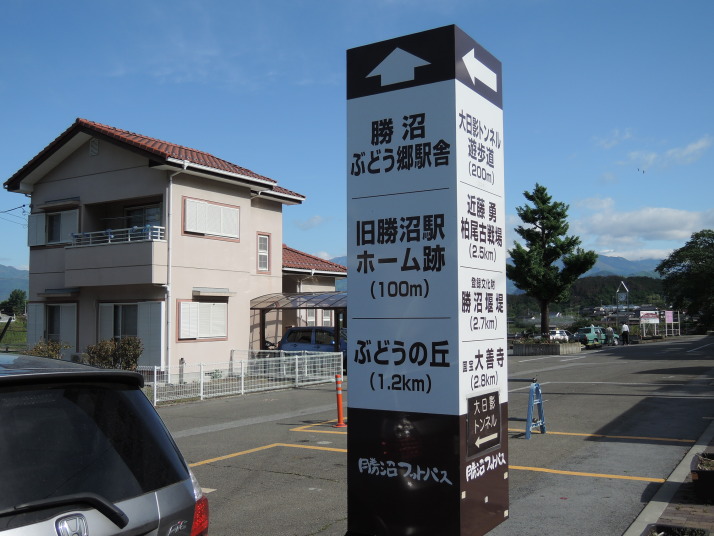 勝沼
ぶどう郷駅舎
旧勝沼駅
ホーム跡
(100m)
ぶどうの丘
(1.2km)
勝沼フットパス
大日影トンネル
遊歩道
(200m)
近藤 勇
柏尾古戦場
(2.5km)
登録文化財
勝沼堰堤
(2.7km)
国宝 大善寺
(2.8km)
大日影
トンネル
勝沼フットパス